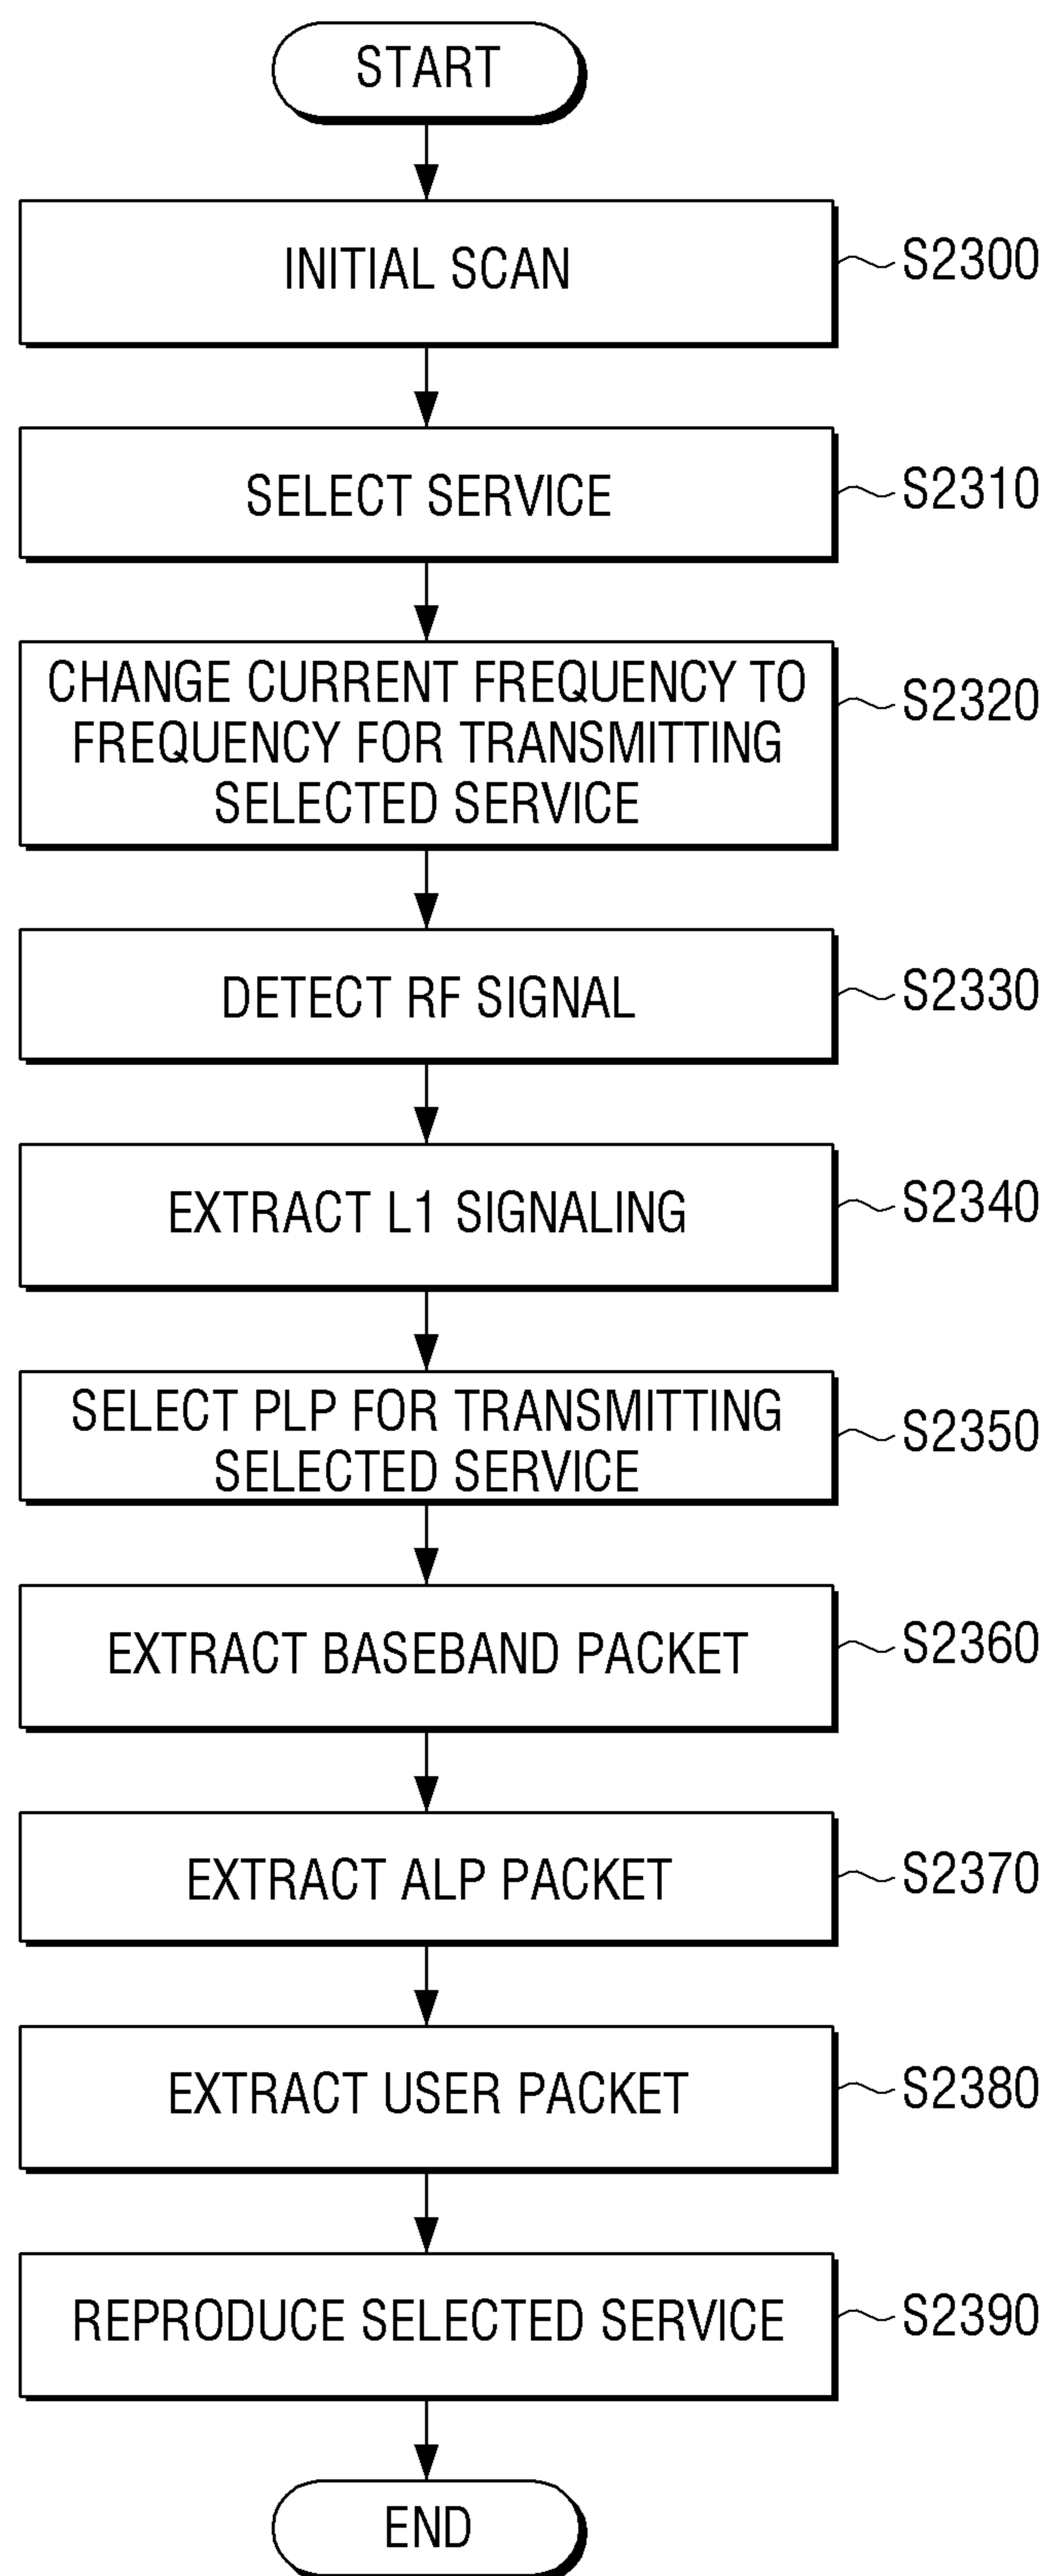 START
INITIAL SCAN
S2300
SELECT SERVICE
S2310
CHANGE CURRENT FREQUENCY TO
FREQUENCY FOR TRANSMITTING
SELECTED SERVICE
S2320
DETECT RF SIGNAL
S2330
EXTRACT L1 SIGNALING
S2340
SELECT PLP FOR TRANSMITTING
SELECTED SERVICE
S2350
EXTRACT BASEBAND PACKET
S2360
EXTRACT ALP PACKET
S2370
EXTRACT USER PACKET
S2380
REPRODUCE SELECTED SERVICE
S2390
END